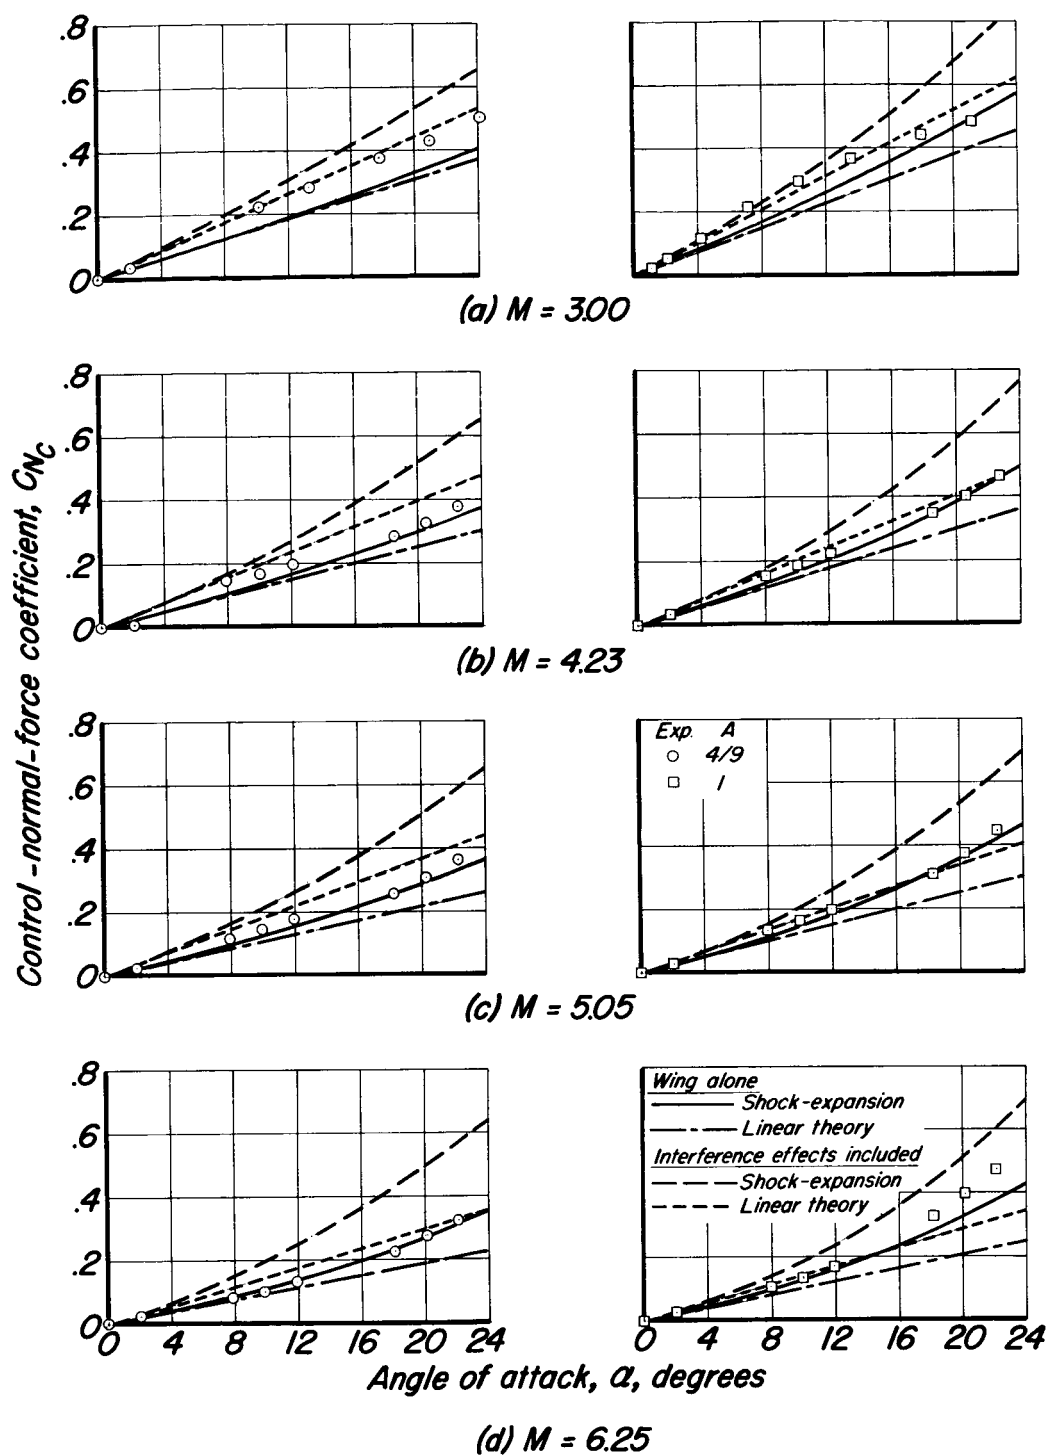 .8
.6
.4
.2
0
(a) M = 3.00
.8
.6
.4
.2
0
(b) M = 4.23
Control-normal-force coefficient, CNC
.8
.6
.4
.2
0
Exp. A
4/9
1
(c) M = 5.05
.8
.6
.4
.2
0
Wing alone
Shock-expansion
Linear theory
Interference effects included
Shock-expansion
Linear theory
0 4 8 12 16 20 24
0 4 8 12 16 20 24
Angle of attack, α, degrees
(d) M = 6.25